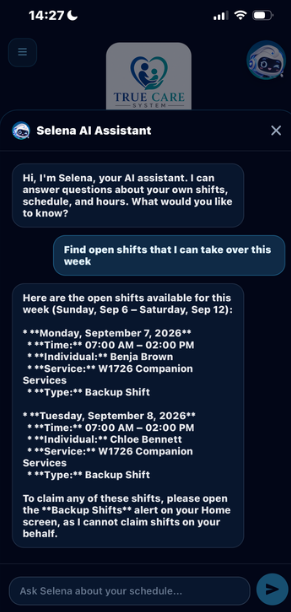 14:27
TRUE CARE
SYSTEM
Selena AI Assistant
Hi, I'm Selena, your AI assistant. I can
answer questions about your own shifts,
schedule, and hours. What would you like
to know?
Find open shifts that I can take over this
week
Here are the open shifts available for this
week (Sunday, Sep 6 – Saturday, Sep 12):
* **Monday, September 7, 2026**
* **Time:** 07:00 AM – 02:00 PM
* **Individual:** Benja Brown
* **Service:** W1726 Companion
Services
* **Type:** Backup Shift
* **Tuesday, September 8, 2026**
* **Time:** 07:00 AM – 02:00 PM
* **Individual:** Chloe Bennett
* **Service:** W1726 Companion
Services
* **Type:** Backup Shift
To claim any of these shifts, please open
the **Backup Shifts** alert on your Home
screen, as I cannot claim shifts on your
behalf.
Ask Selena about your schedule...